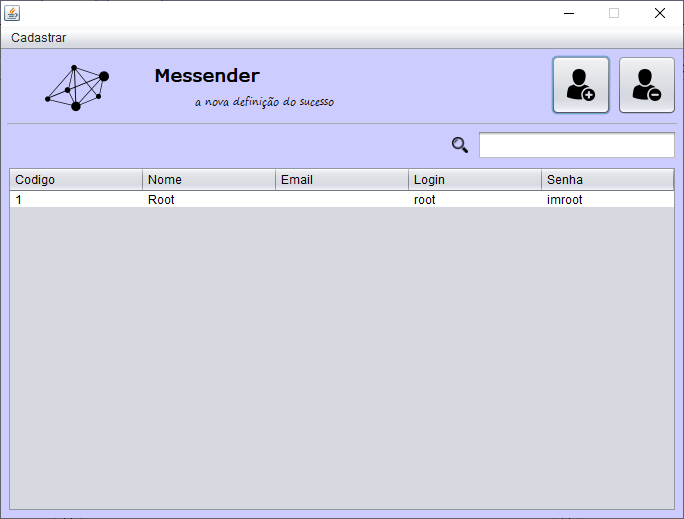 Cadastrar
Messender
a nova definição do sucesso
Codigo Nome Email Login Senha
1 Root root imroot